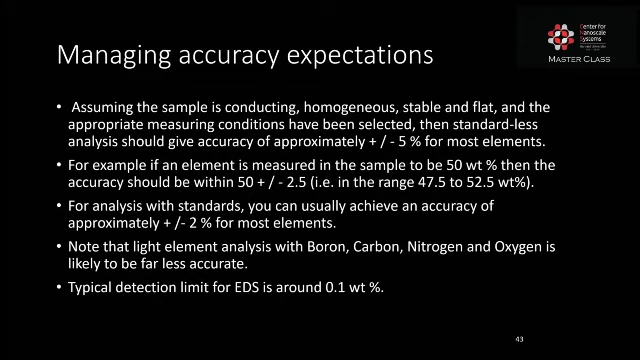 Center for
Nanoscale
Systems
Harvard University
MASTER CLASS
Managing accuracy expectations
• Assuming the sample is conducting, homogeneous, stable and flat, and the
appropriate measuring conditions have been selected, then standard-less
analysis should give accuracy of approximately + / - 5 % for most elements.
• For example if an element is measured in the sample to be 50 wt % then the
accuracy should be within 50 + / - 2.5 (i.e. in the range 47.5 to 52.5 wt%).
• For analysis with standards, you can usually achieve an accuracy of
approximately + /- 2 % for most elements.
• Note that light element analysis with Boron, Carbon, Nitrogen and Oxygen is
likely to be far less accurate.
• Typical detection limit for EDS is around 0.1 wt %.
43